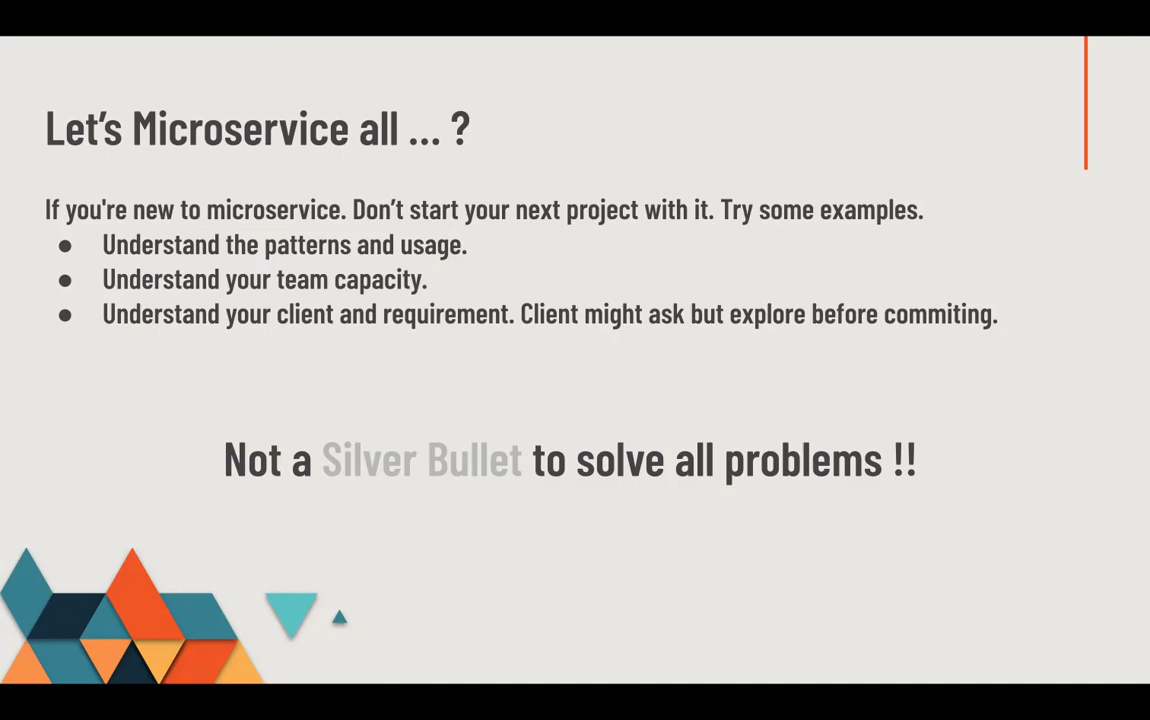 Let’s Microservice all ... ?
If you're new to microservice. Don’t start your next project with it. Try some examples.
● Understand the patterns and usage.
● Understand your team capacity.
● Understand your client and requirement. Client might ask but explore before commiting.
Not a Silver Bullet to solve all problems !!